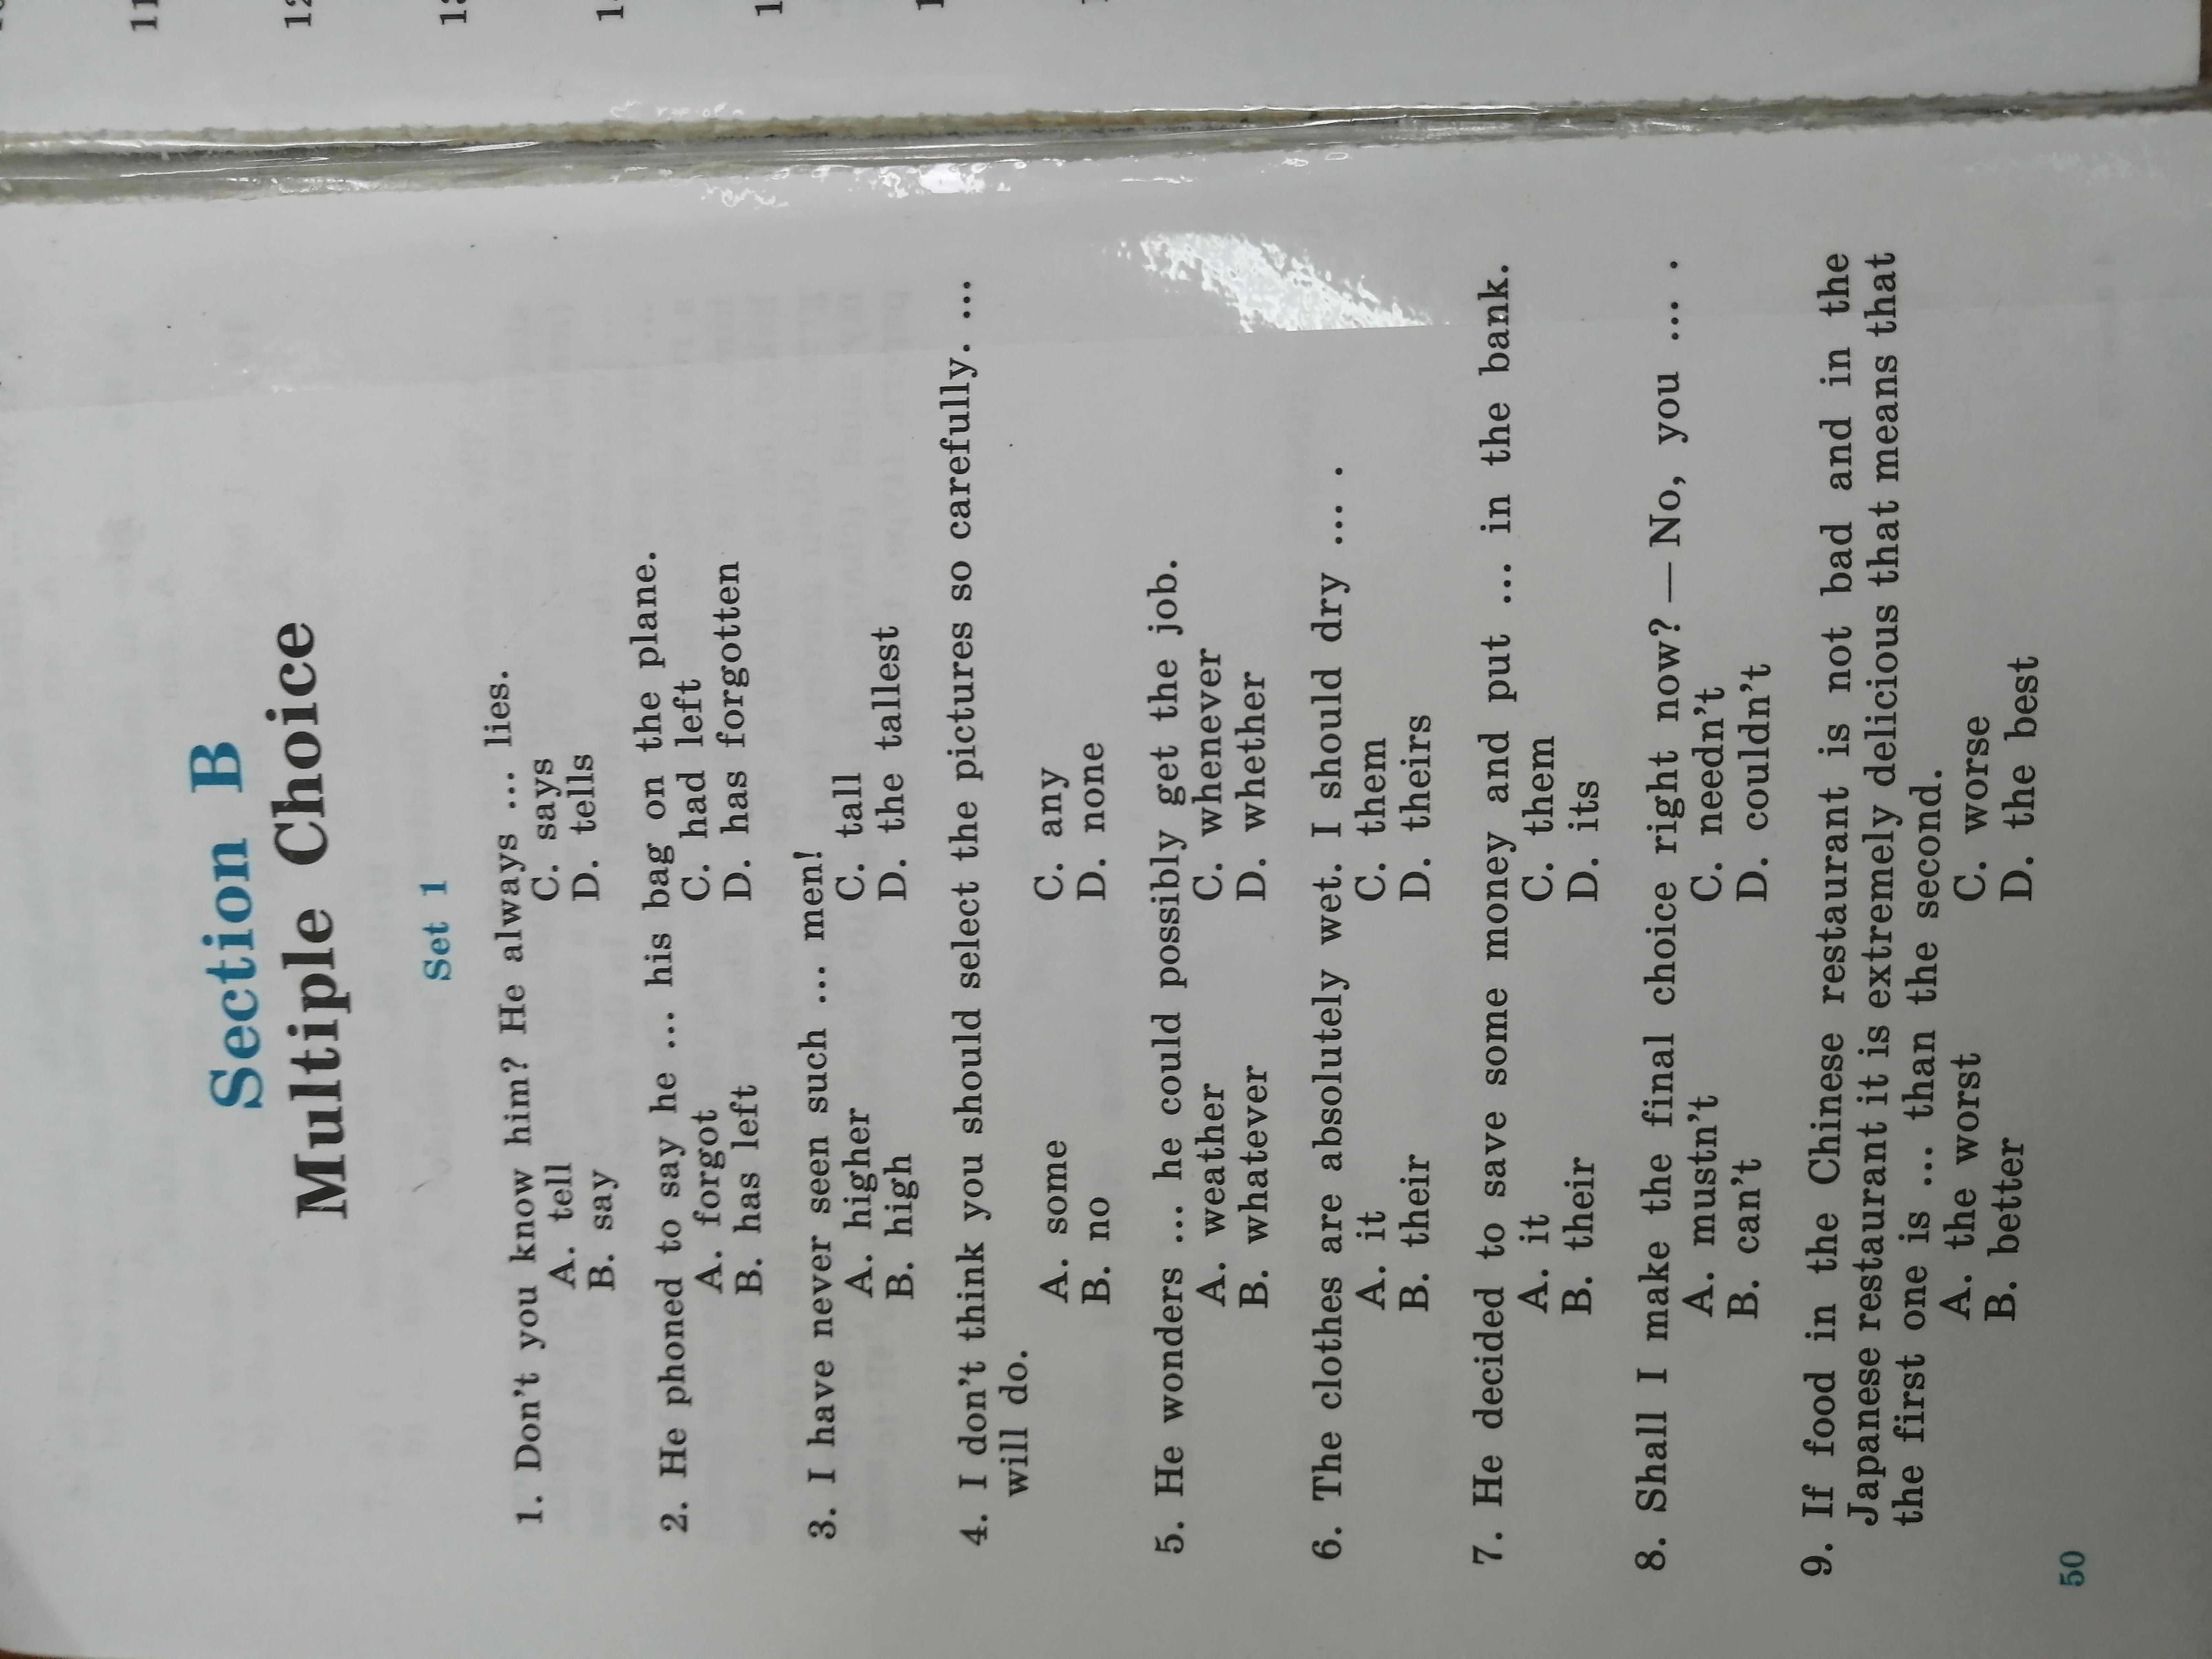 Section B
Multiple Choice
Set 1
1. Don't you know him? He always ... lies.
A. tell C. says
B. say D. tells
2. He phoned to say he ... his bag on the plane.
A. forgot C. had left
B. has left D. has forgotten
3. I have never seen such ... men!
A. higher C. tall
B. high D. the tallest
4. I don't think you should select the pictures so carefully. ...
will do.
A. some C. any
B. no D. none
5. He wonders ... he could possibly get the job.
A. weather C. whenever
B. whatever D. whether
6. The clothes are absolutely wet. I should dry ... .
A. it C. them
B. their D. theirs
7. He decided to save some money and put ... in the bank.
A. it C. them
B. their D. its
8. Shall I make the final choice right now? — No, you ... .
A. mustn't C. needn't
B. can't D. couldn't
9. If food in the Chinese restaurant is not bad and in the
Japanese restaurant it is extremely delicious that means that
the first one is ... than the second.
A. the worst C. worse
B. better D. the best
50
11
12